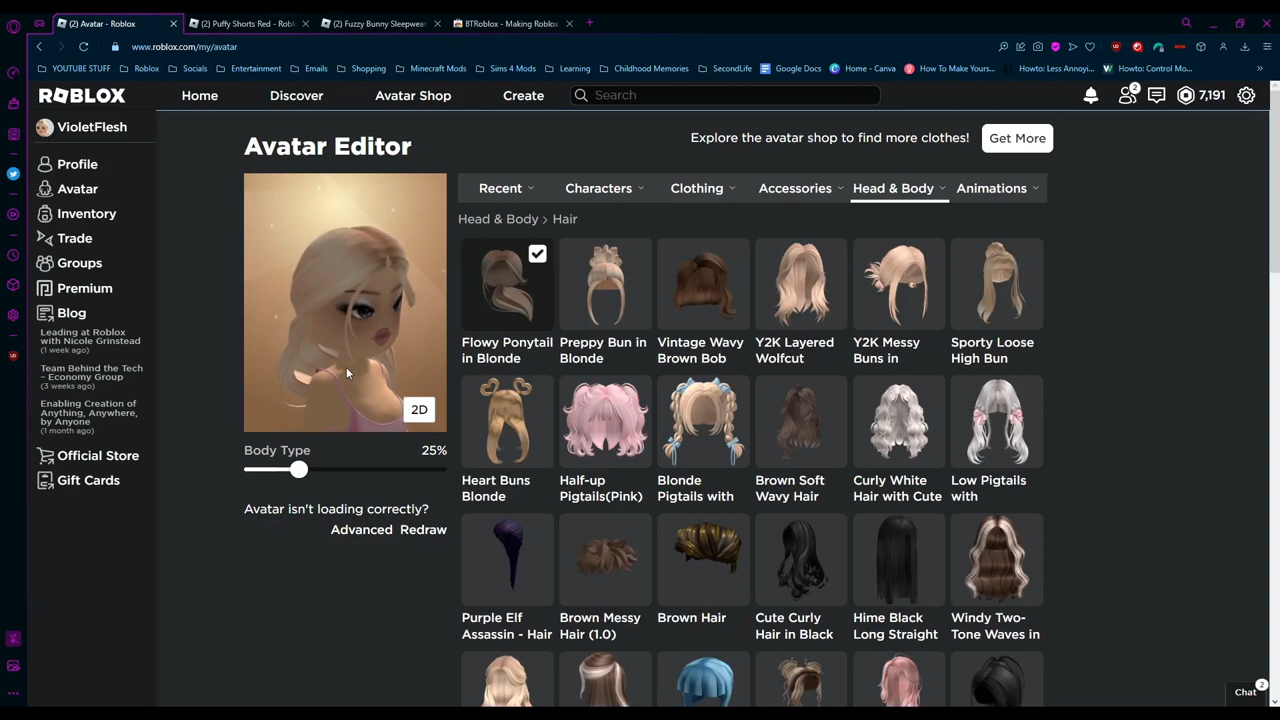 (2) Avatar - Roblox
(2) Puffy Shorts Red - Robl
(2) Fuzzy Bunny Sleepwear
BTRoblox - Making Roblox
www.roblox.com/my/avatar
YOUTUBE STUFF Roblox Socials Entertainment Emails Shopping Minecraft Mods Sims 4 Mods Learning Childhood Memories SecondLife Google Docs Home - Canva How To Make Yours... Howto: Less Annoyi... Howto: Control Mo...
ROBLOX Home Discover Avatar Shop Create Search 2 7,191
VioletFlesh
Profile
Avatar
Inventory
Trade
Groups
Premium
Blog
Leading at Roblox
with Nicole Grinstead
(1 week ago)
Team Behind the Tech
- Economy Group
(3 weeks ago)
Enabling Creation of
Anything, Anywhere,
by Anyone
(1 month ago)
Official Store
Gift Cards
Avatar Editor
Explore the avatar shop to find more clothes! Get More
2D
Body Type 25%
Avatar isn't loading correctly?
Advanced Redraw
Recent Characters Clothing Accessories Head & Body Animations
Head & Body > Hair
Flowy Ponytail
in Blonde
Preppy Bun in
Blonde
Vintage Wavy
Brown Bob
Y2K Layered
Wolfcut
Y2K Messy
Buns in
Sporty Loose
High Bun
Heart Buns
Blonde
Half-up
Pigtails(Pink)
Blonde
Pigtails with
Brown Soft
Wavy Hair
Curly White
Hair with Cute
Low Pigtails
with
Purple Elf
Assassin - Hair
Brown Messy
Hair (1.0)
Brown Hair
Cute Curly
Hair in Black
Hime Black
Long Straight
Windy Two-
Tone Waves in
Chat 2